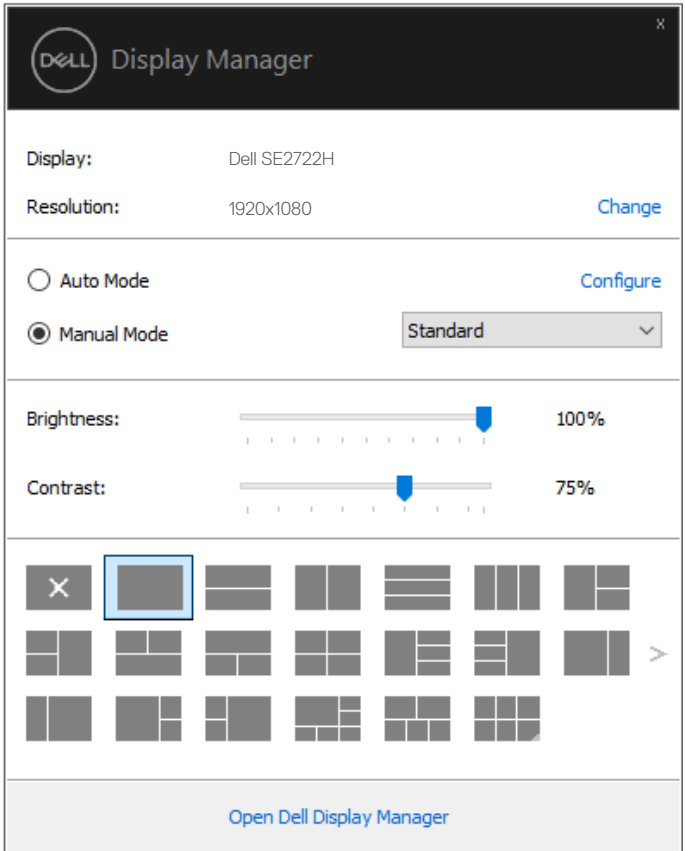 x
DELL Display Manager
Display: Dell SE2722H
Resolution: 1920x1080 Change
Auto Mode Configure
Manual Mode Standard
Brightness: 100%
Contrast: 75%
Open Dell Display Manager